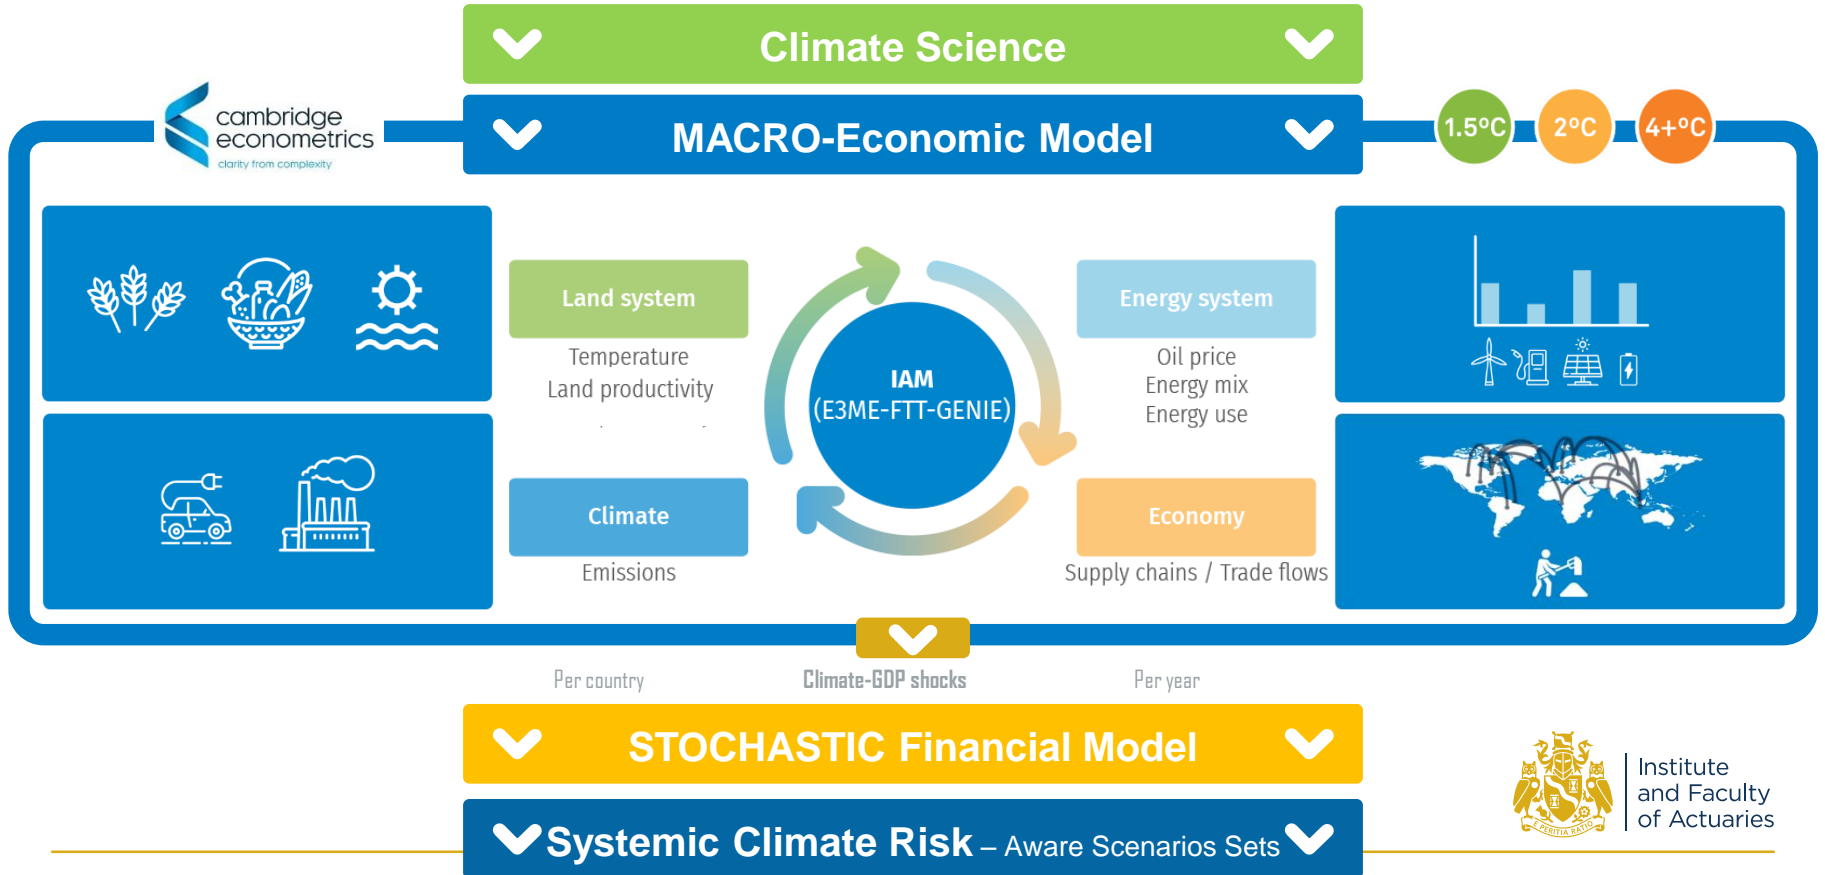 Climate Science
cambridge
econometrics
clarity from complexity
MACRO-Economic Model
1.5°C
2°C
4+°C
Land system
Temperature
Land productivity
Energy system
Oil price
Energy mix
Energy use
IAM
(E3ME-FTT-GENIE)
Climate
Emissions
Economy
Supply chains / Trade flows
Per country
Climate-GDP shocks
Per year
STOCHASTIC Financial Model
Systemic Climate Risk – Aware Scenarios Sets
E PERITIA RATIO
Institute
and Faculty
of Actuaries